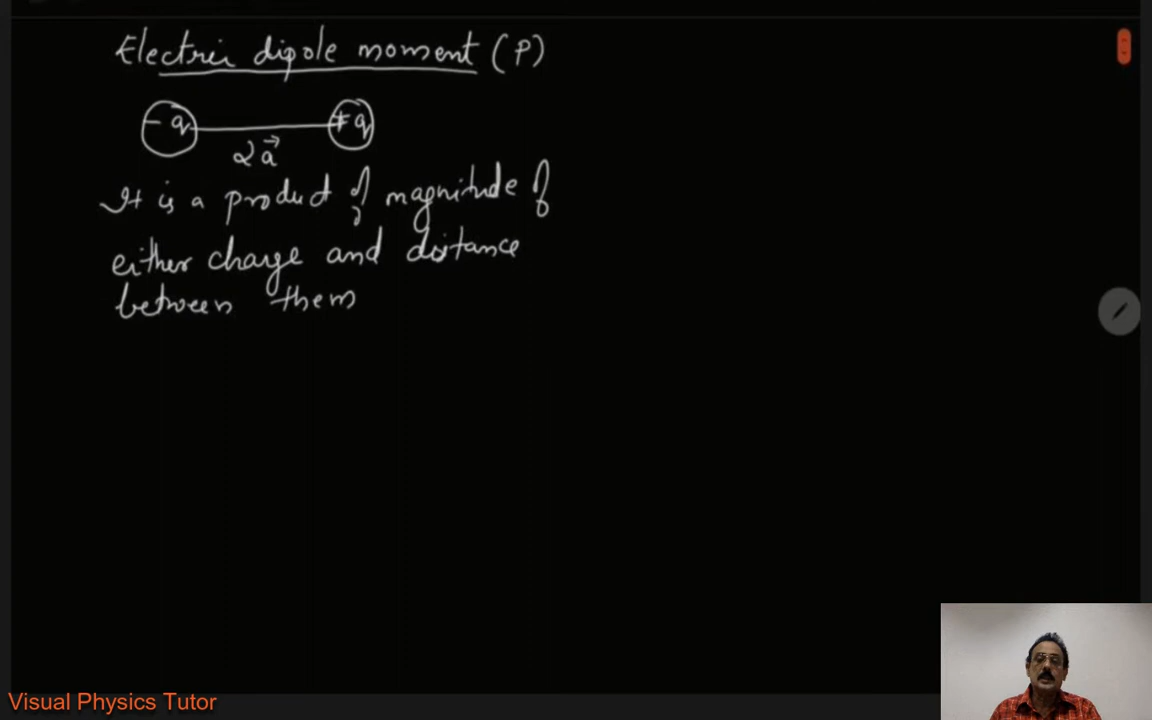 Electric dipole moment (P)
- q +q
2a⃗
It is a product of magnitude of
either charge and distance
between them
Visual Physics Tutor